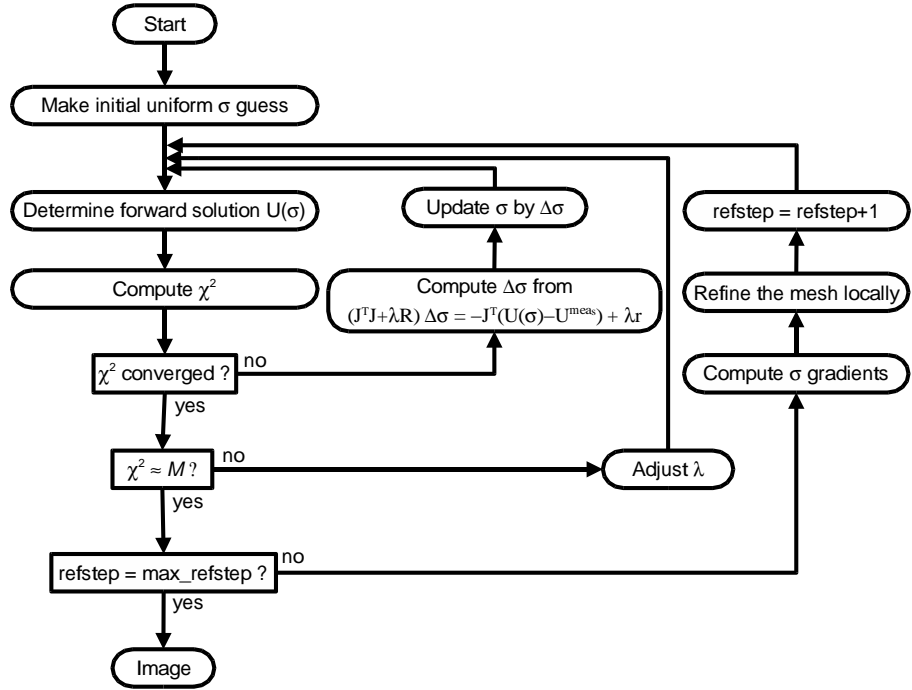 Start
Make initial uniform σ guess
Determine forward solution U(σ)
Update σ by Δσ
refstep = refstep+1
Compute χ²
Compute Δσ from
(JᵀJ+λR) Δσ = −Jᵀ(U(σ)−Uᵐᵉᵃˢ) + λr
Refine the mesh locally
χ² converged ?
no
Compute σ gradients
yes
χ² ≈ M ?
no
Adjust λ
yes
refstep = max_refstep ?
no
yes
Image